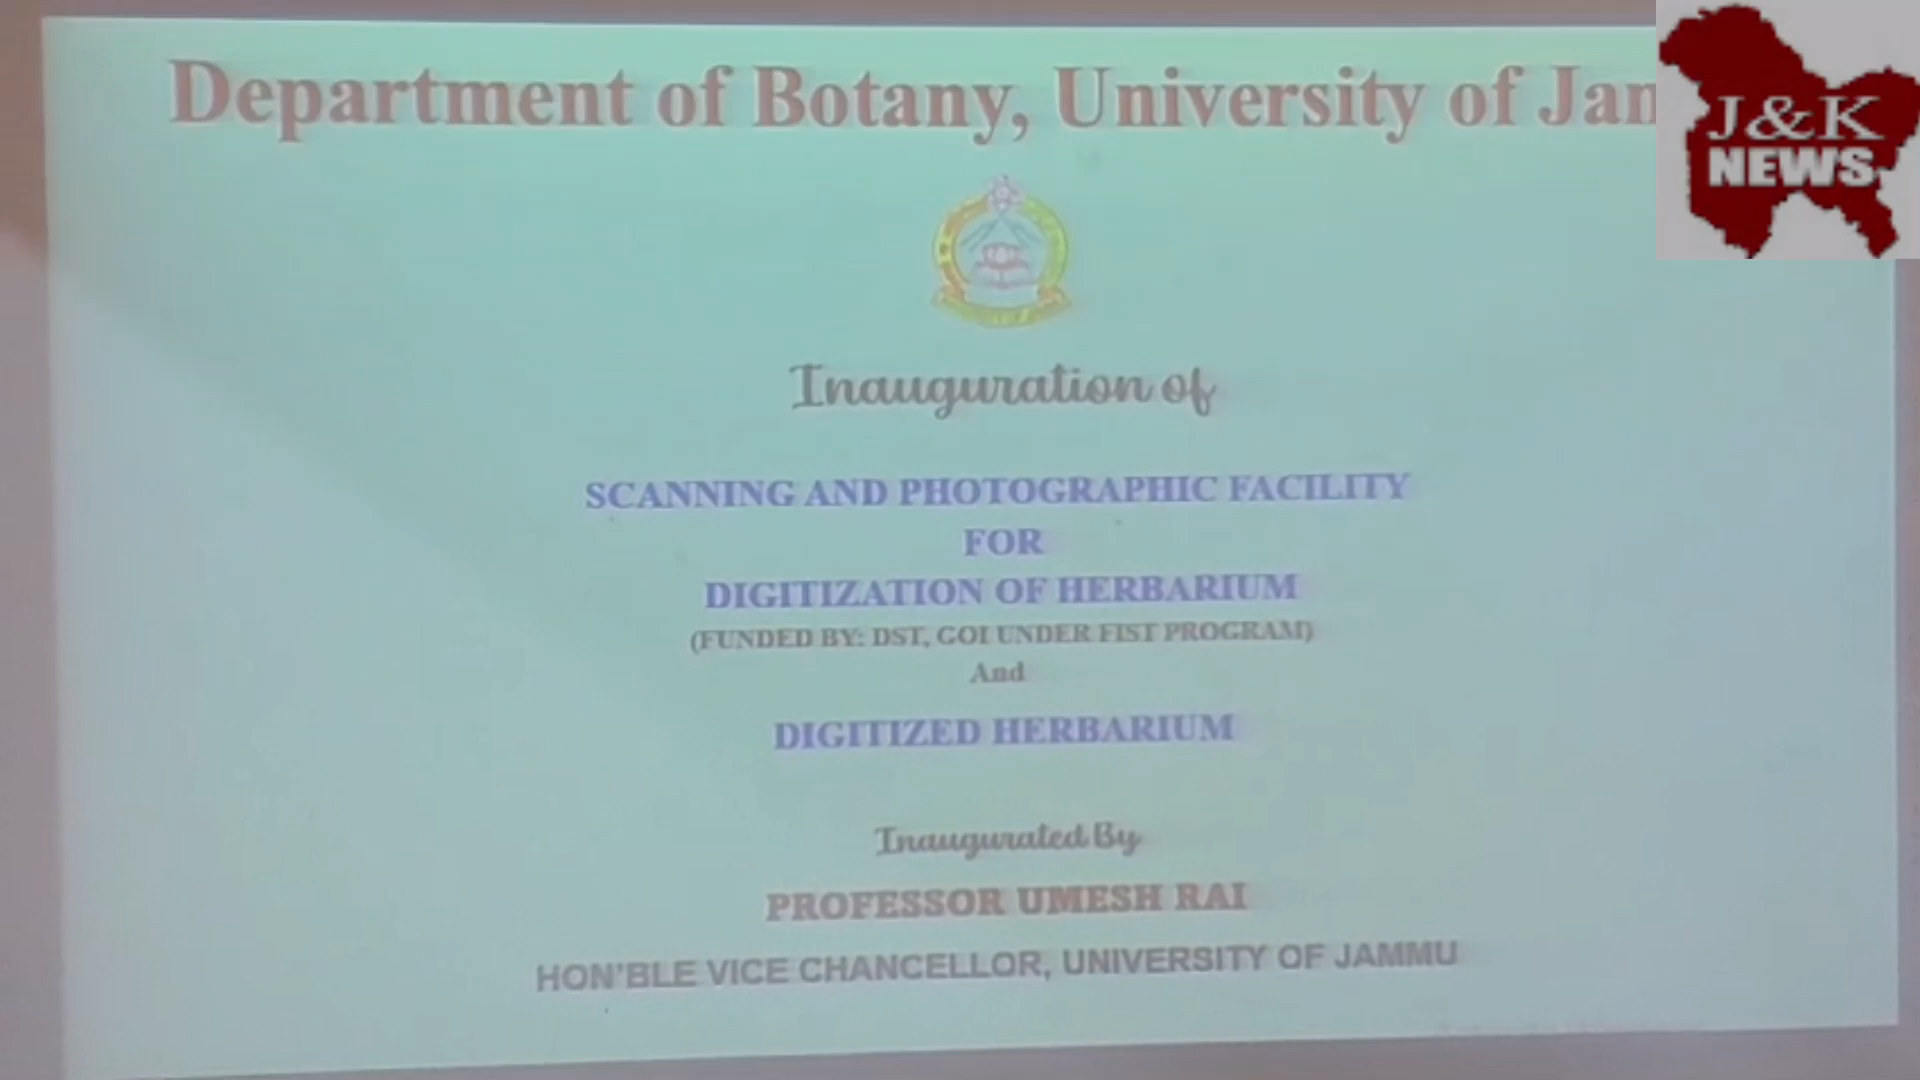 Department of Botany, University of Jam
J&K
NEWS
Inauguration of
SCANNING AND PHOTOGRAPHIC FACILITY
FOR
DIGITIZATION OF HERBARIUM
(FUNDED BY: DST, GOI UNDER FIST PROGRAM)
And
DIGITIZED HERBARIUM
Inaugurated By
PROFESSOR UMESH RAI
HON'BLE VICE CHANCELLOR, UNIVERSITY OF JAMMU